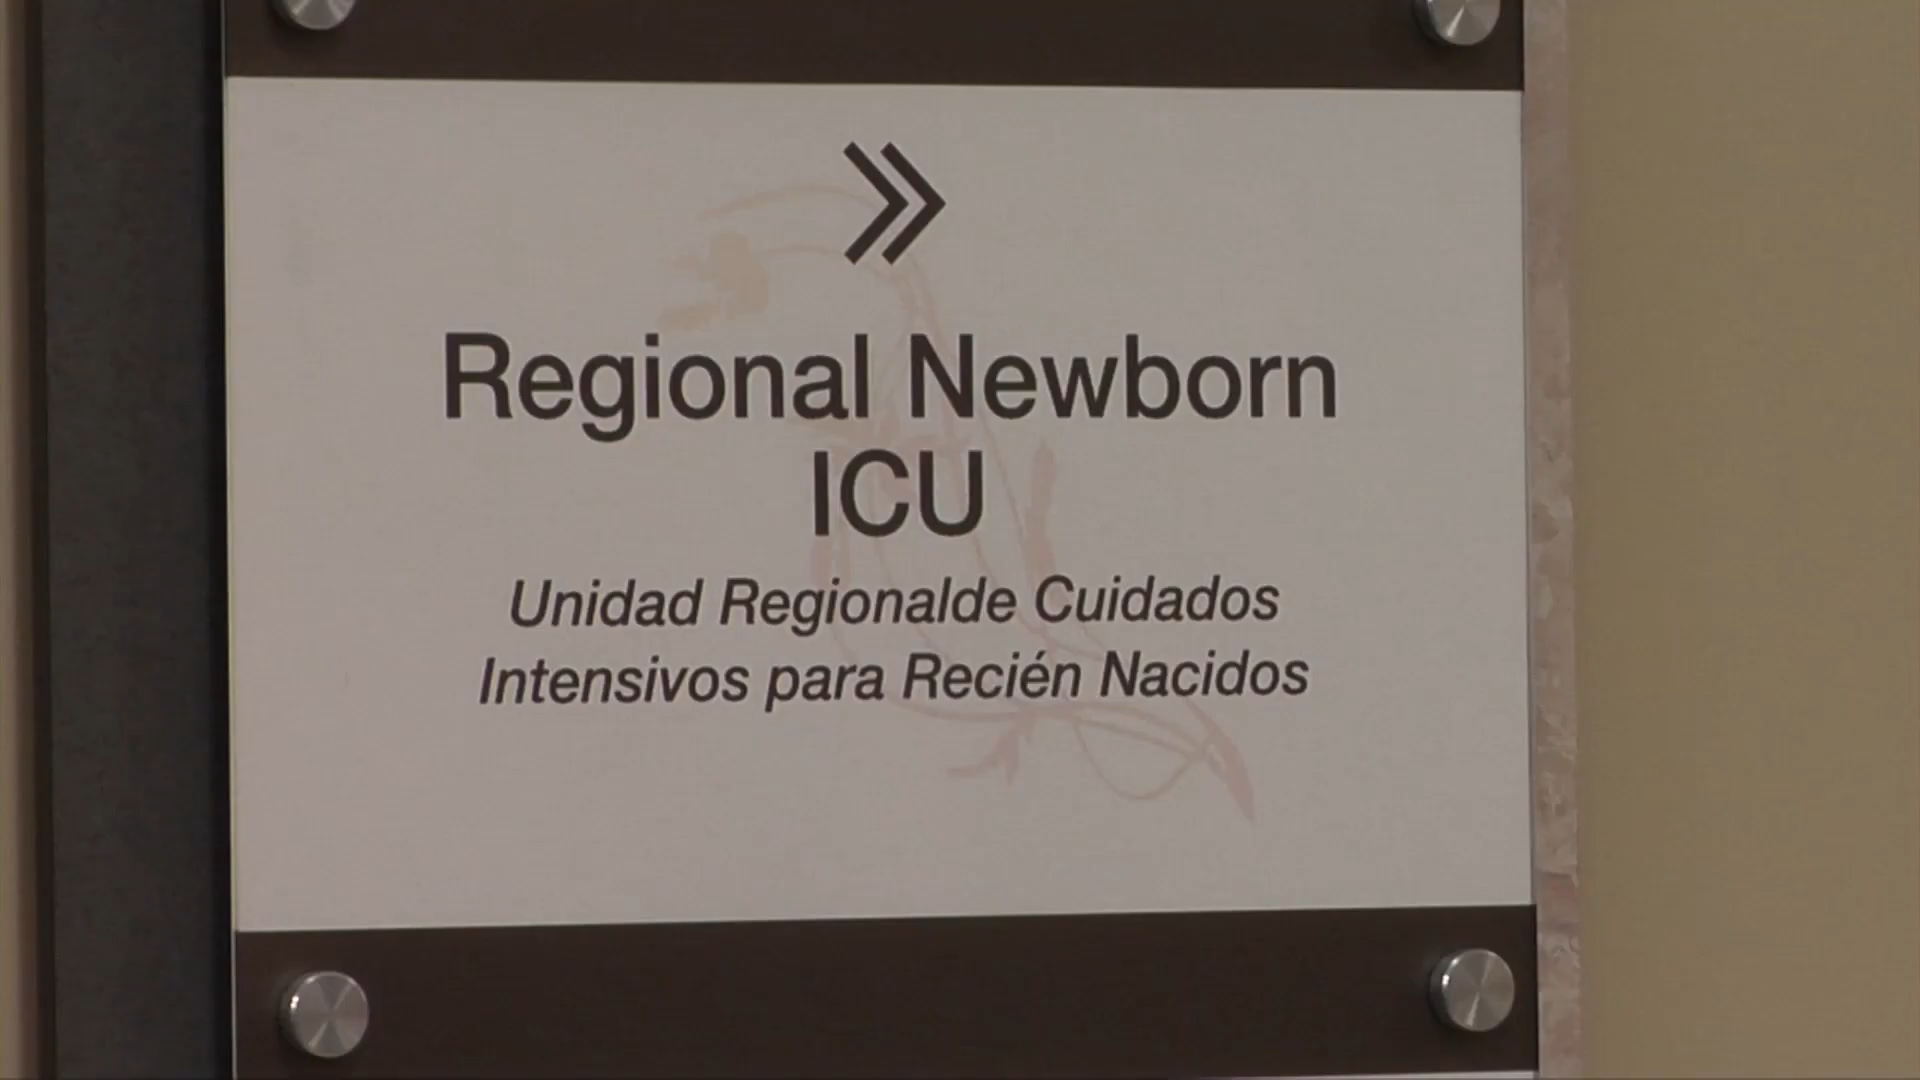 Regional Newborn
ICU
Unidad Regionalde Cuidados
Intensivos para Recién Nacidos